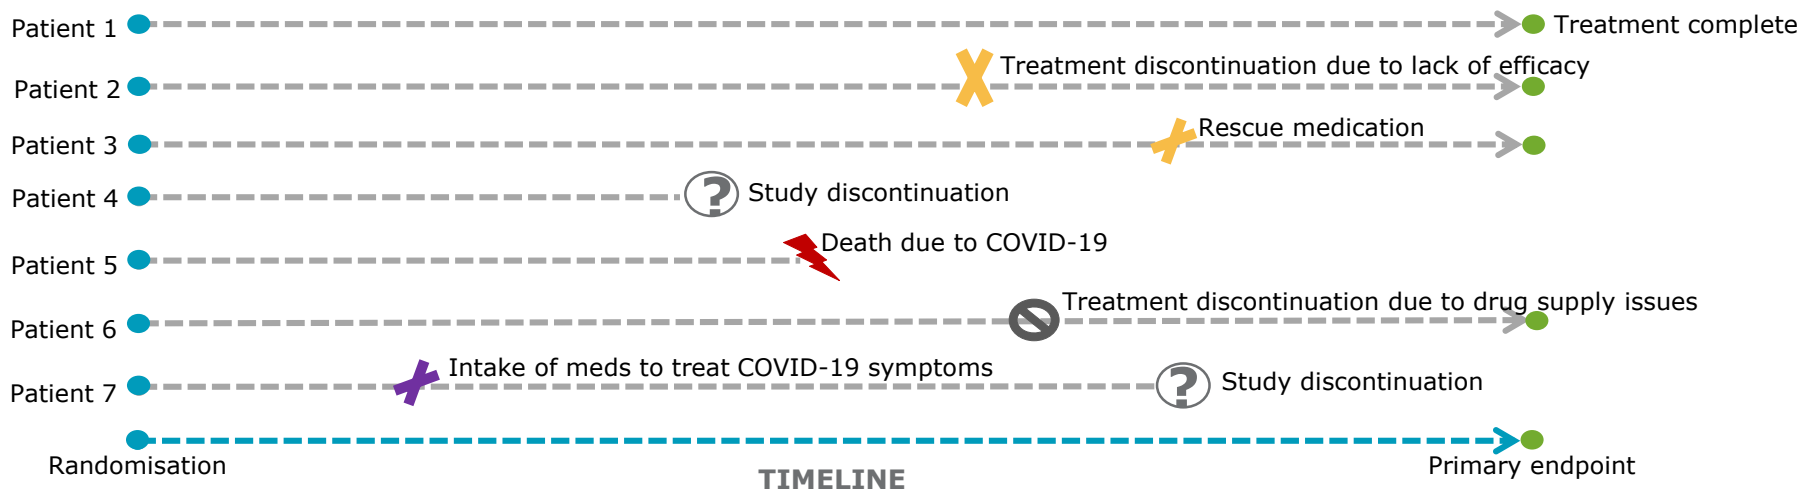 Patient 1
Treatment complete
Patient 2
Treatment discontinuation due to lack of efficacy
Patient 3
Rescue medication
Patient 4
?
Study discontinuation
Patient 5
Death due to COVID-19
Patient 6
Treatment discontinuation due to drug supply issues
Patient 7
Intake of meds to treat COVID-19 symptoms
?
Study discontinuation
Randomisation
Primary endpoint
TIMELINE